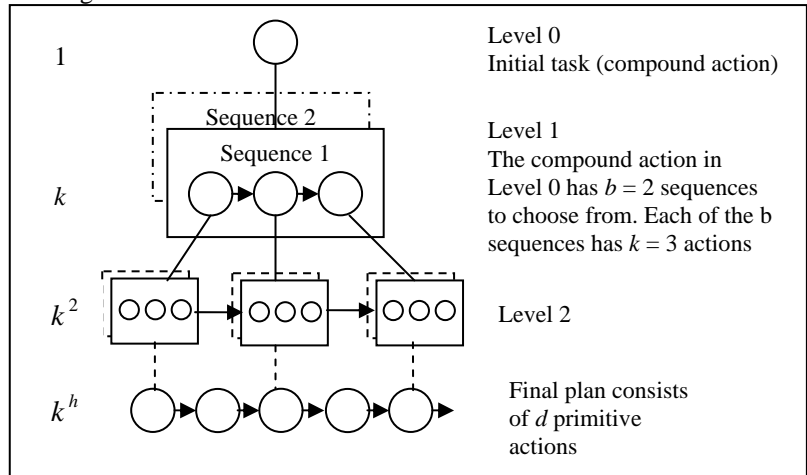 1
Level 0
Initial task (compound action)
Sequence 2
Sequence 1
Level 1
The compound action in
Level 0 has b = 2 sequences
to choose from. Each of the b
sequences has k = 3 actions
k
k²
Level 2
k^h
Final plan consists
of d primitive
actions